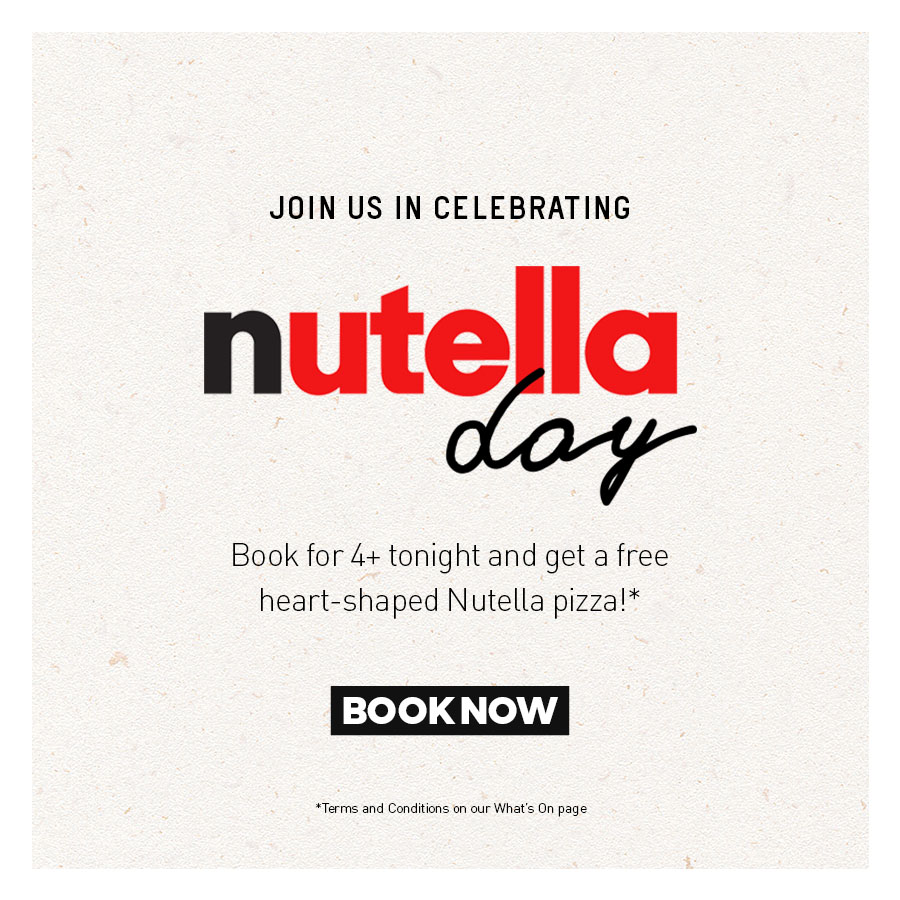 JOIN US IN CELEBRATING
nutella
day
Book for 4+ tonight and get a free
heart-shaped Nutella pizza!*
BOOK NOW
*Terms and Conditions on our What's On page